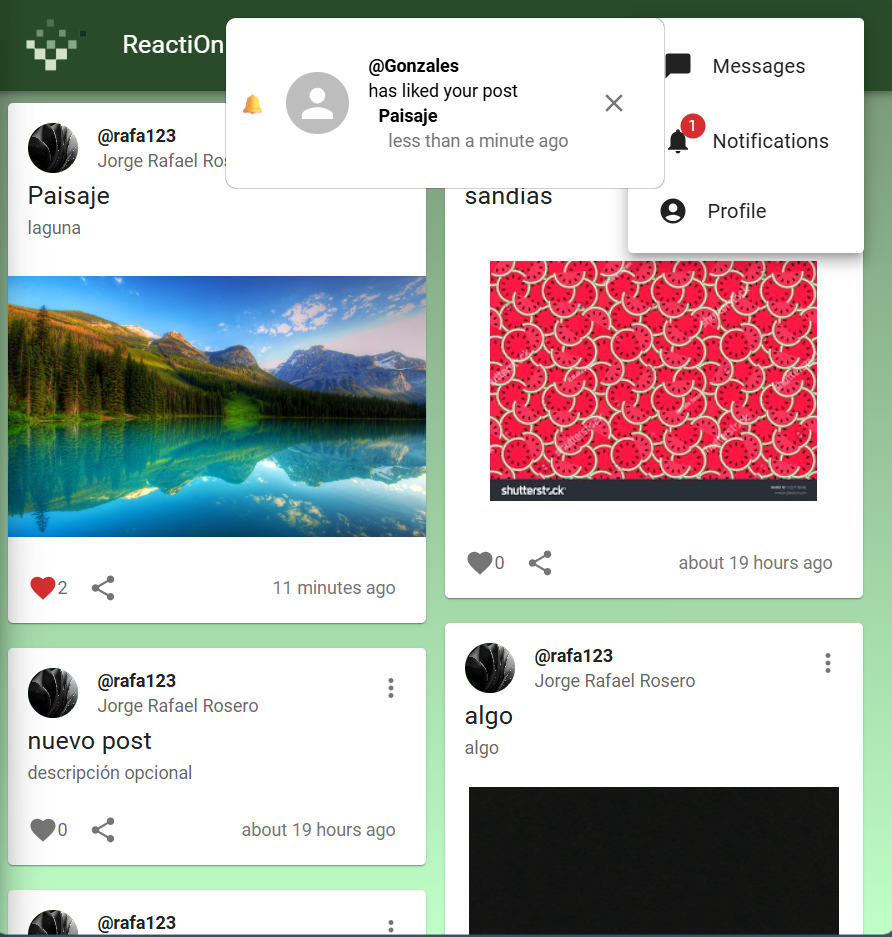 ReactiOn
@Gonzales
has liked your post
Paisaje
less than a minute ago
Messages
1
Notifications
Profile
@rafa123
Jorge Rafael Ros
Paisaje
laguna
2
11 minutes ago
@rafa123
Jorge Rafael Rosero
nuevo post
descripción opcional
0
about 19 hours ago
@rafa123
sandias
shutterstock
0
about 19 hours ago
@rafa123
Jorge Rafael Rosero
algo
algo